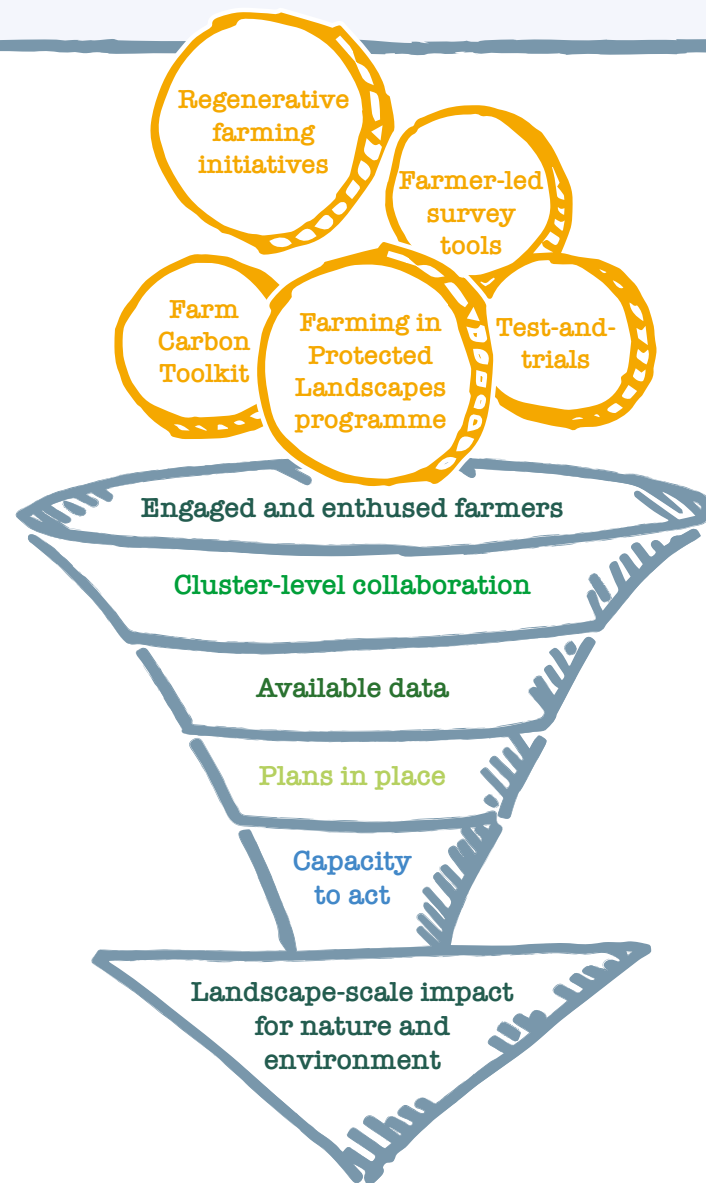 Regenerative
farming
initiatives
Farmer-led
survey
tools
Farm
Carbon
Toolkit
Farming in
Protected
Landscapes
programme
Test-and-
trials
Engaged and enthused farmers
Cluster-level collaboration
Available data
Plans in place
Capacity
to act
Landscape-scale impact
for nature and
environment